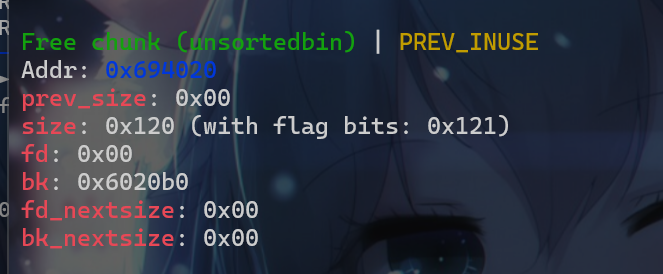 Free chunk (unsortedbin) | PREV_INUSE
Addr: 0x694020
prev_size: 0x00
size: 0x120 (with flag bits: 0x121)
fd: 0x00
bk: 0x6020b0
fd_nextsize: 0x00
bk_nextsize: 0x00